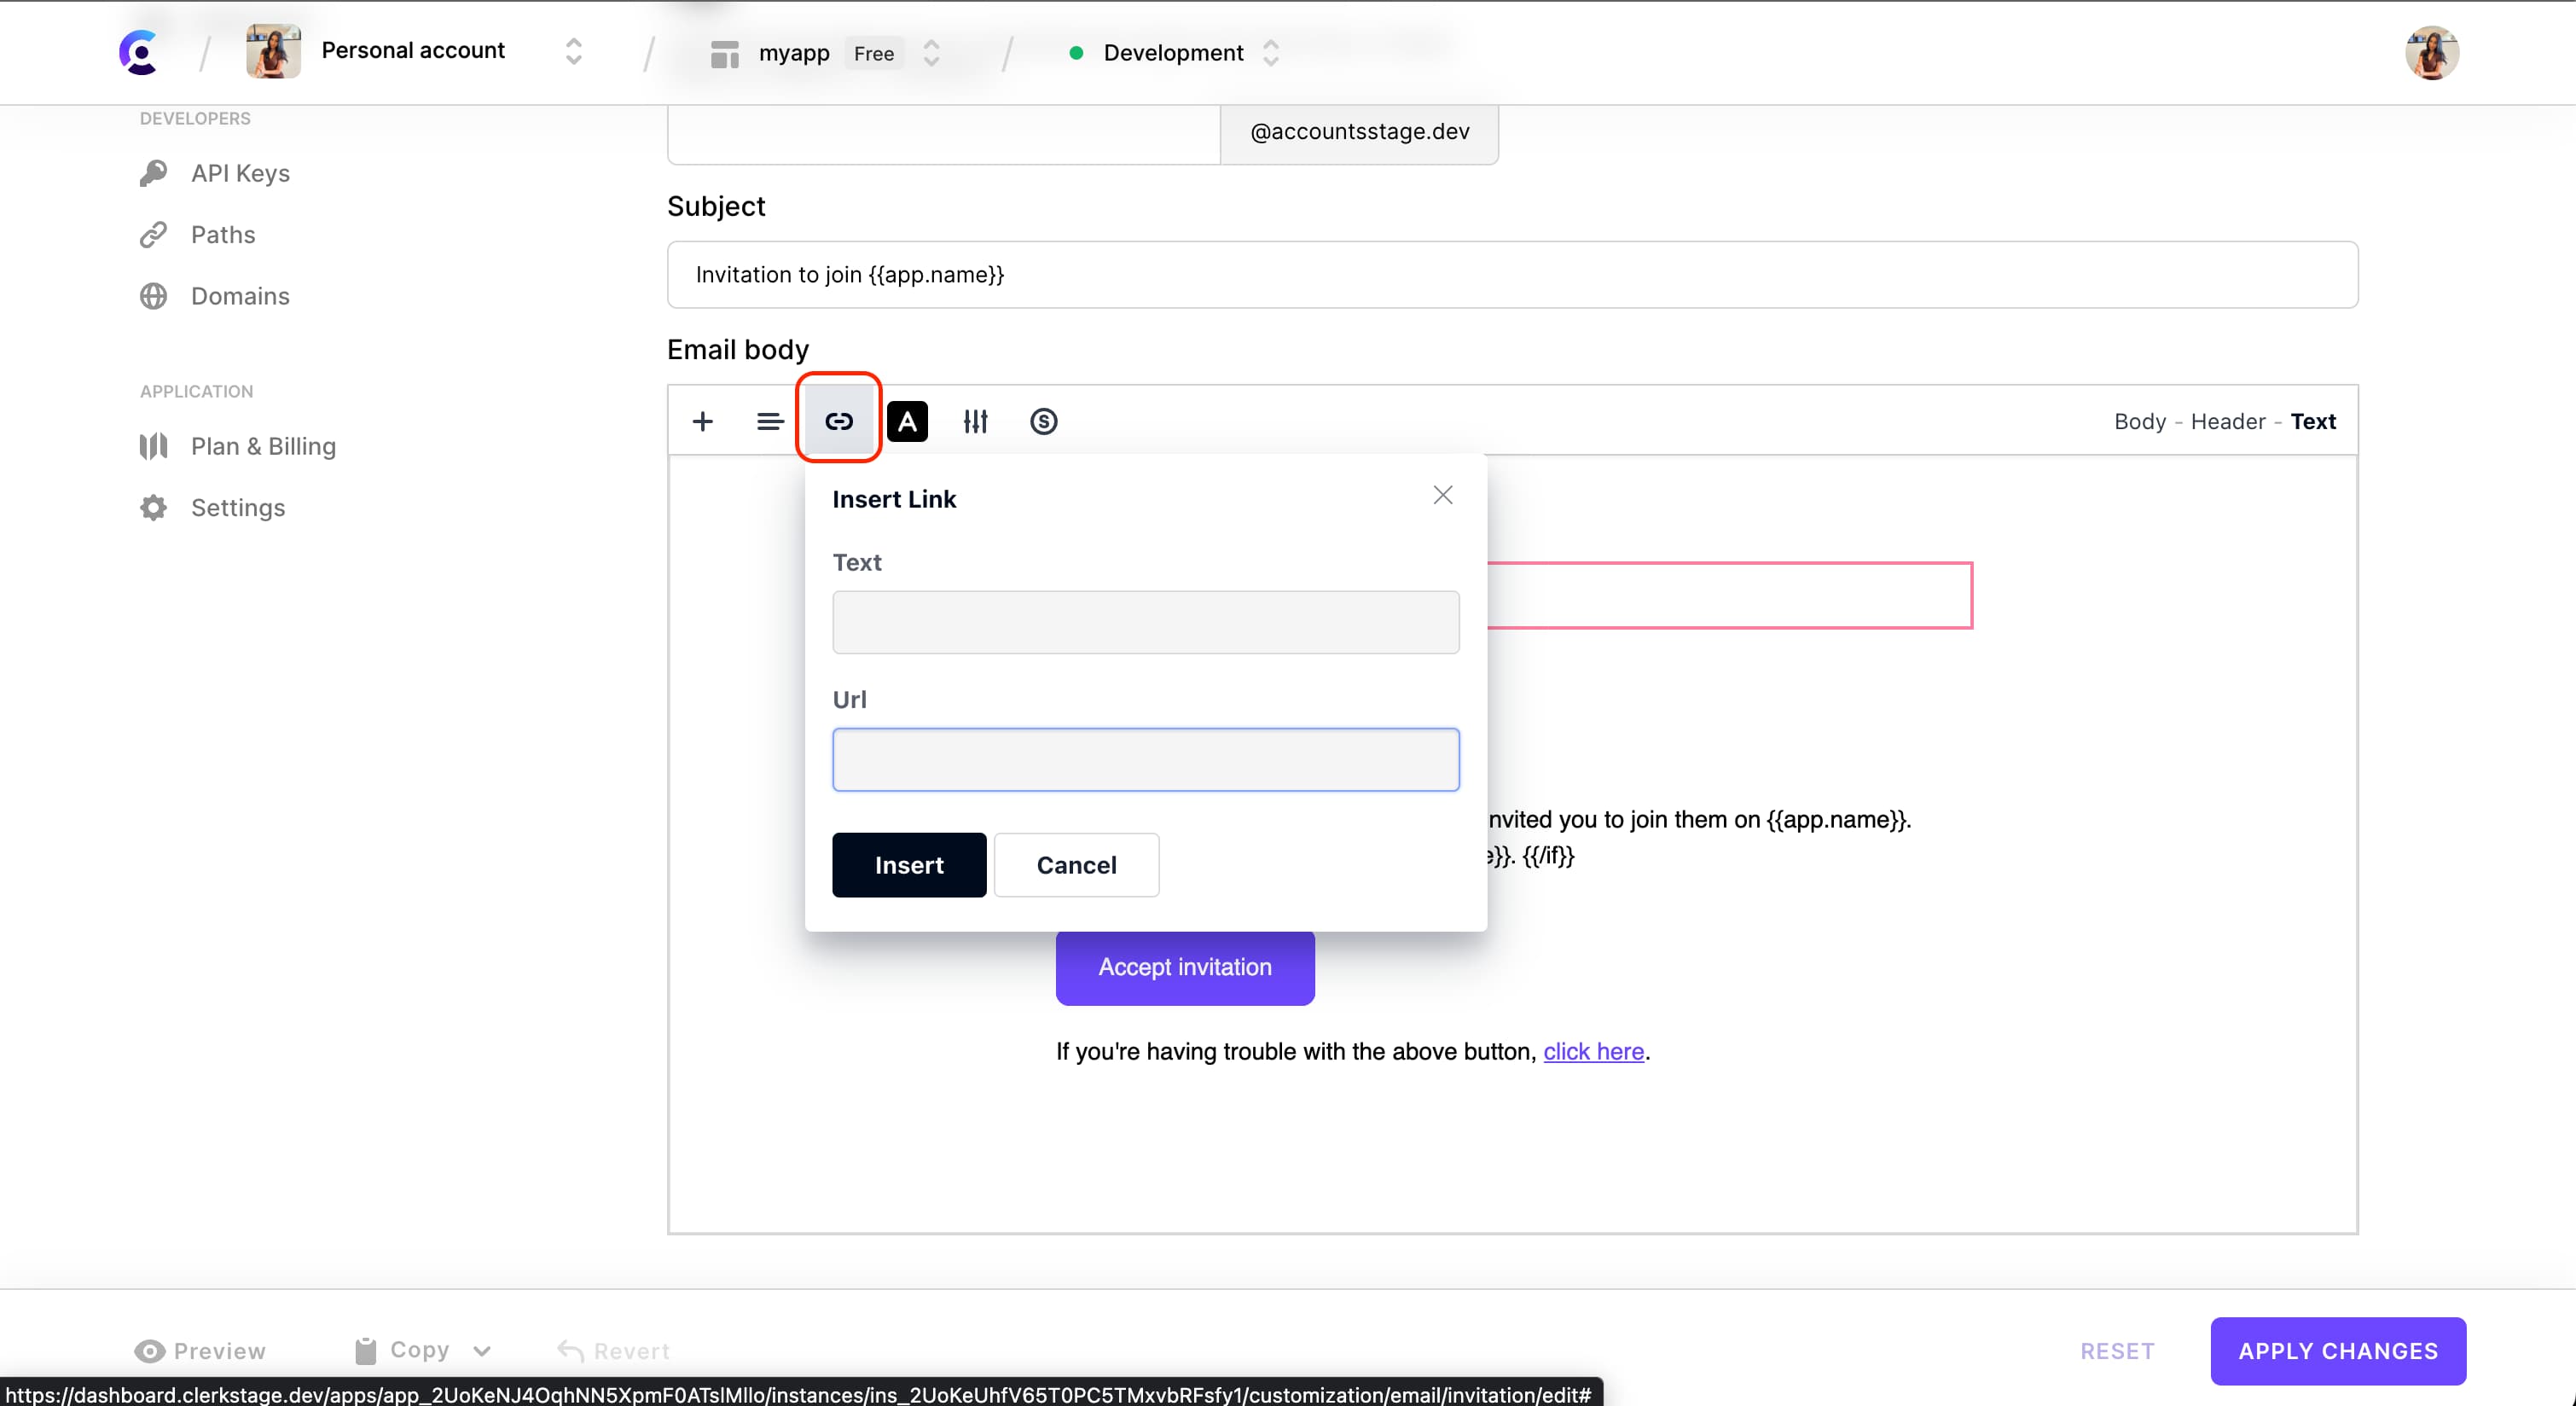 Personal account
myapp Free
Development
DEVELOPERS
API Keys
Paths
Domains
APPLICATION
Plan & Billing
Settings
@accountsstage.dev
Subject
Invitation to join {{app.name}}
Email body
A
S
Body - Header - Text
Insert Link
Text
Url
Insert
Cancel
nvited you to join them on {{app.name}}.
e}}. {{/if}}
Accept invitation
If you're having trouble with the above button, click here.
Preview
Copy
Revert
RESET
APPLY CHANGES
https://dashboard.clerkstage.dev/apps/app_2UoKeNJ4OqhNN5XpmF0ATslMllo/instances/ins_2UoKeUhfV65T0PC5TMxvbRFsfy1/customization/email/invitation/edit#